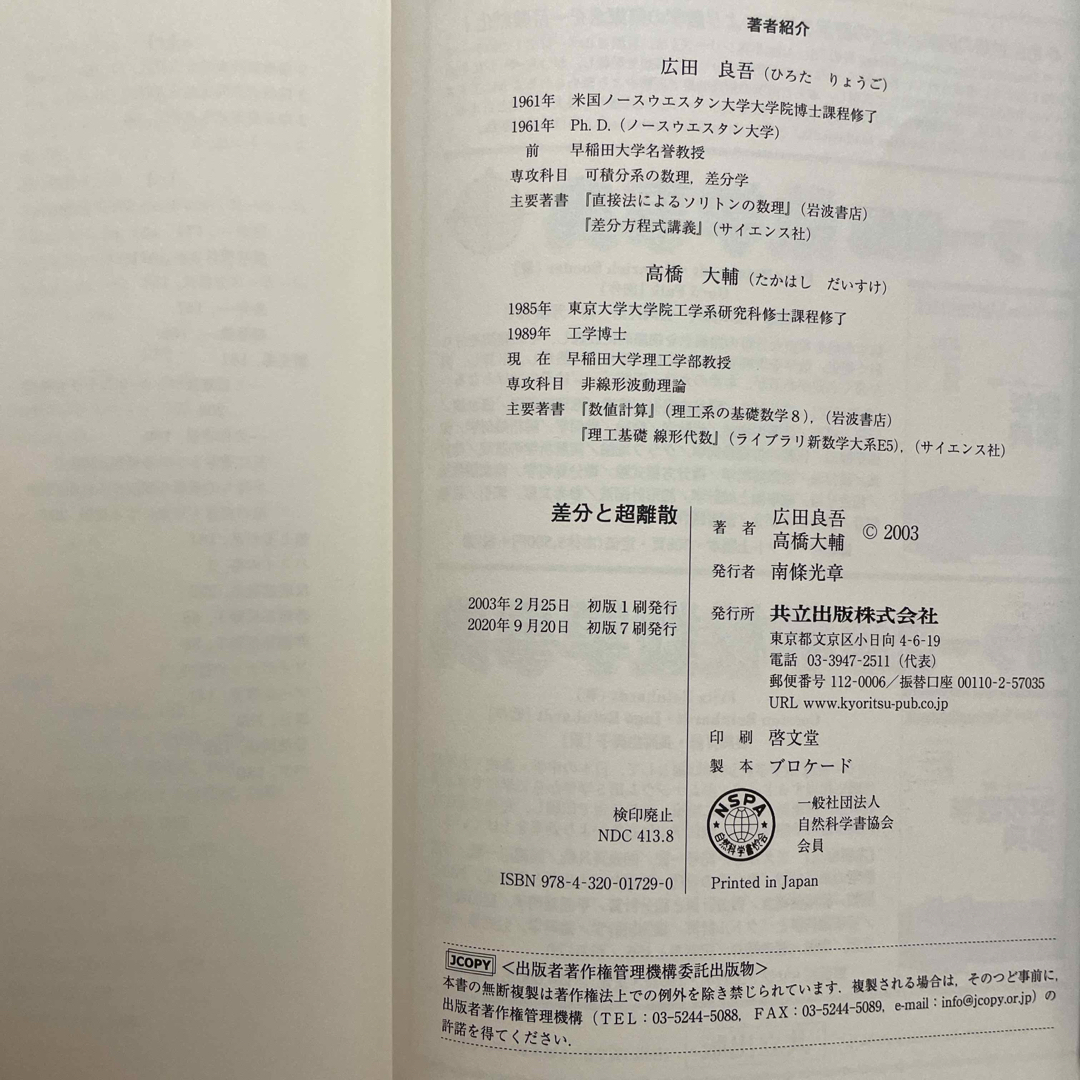 著者紹介
広田 良吾(ひろた りょうご)
1961年 米国ノースウエスタン大学大学院博士課程修了
1961年 Ph. D.(ノースウエスタン大学)
前 早稲田大学名誉教授
専攻科目 可積分系の数理,差分学
主要著書 『直接法によるソリトンの数理』(岩波書店)
『差分方程式講義』(サイエンス社)
高橋 大輔(たかはし だいすけ)
1985年 東京大学大学院工学系研究科修士課程修了
1989年 工学博士
現 在 早稲田大学理工学部教授
専攻科目 非線形波動理論
主要著書 『数値計算』(理工系の基礎数学8),(岩波書店)
『理工基礎 線形代数』(ライブラリ新数学大系E5),(サイエンス社)
差分と超離散
2003年2月25日 初版1刷発行
2020年9月20日 初版7刷発行
検印廃止
NDC 413.8
ISBN 978-4-320-01729-0
著 者 広田良吾
高橋大輔 © 2003
発行者 南條光章
発行所 共立出版株式会社
東京都文京区小日向 4-6-19
電話 03-3947-2511(代表)
郵便番号 112-0006/振替口座 00110-2-57035
URL www.kyoritsu-pub.co.jp
印 刷 啓文堂
製 本 ブロケード
NSPA
自然科学書協会
一般社団法人
自然科学書協会
会員
Printed in Japan
JCOPY <出版者著作権管理機構委託出版物>
本書の無断複製は著作権法上での例外を除き禁じられています.複製される場合は,そのつど事前に,
出版者著作権管理機構(TEL:03-5244-5088, FAX:03-5244-5089, e-mail:info@jcopy.or.jp)の
許諾を得てください.